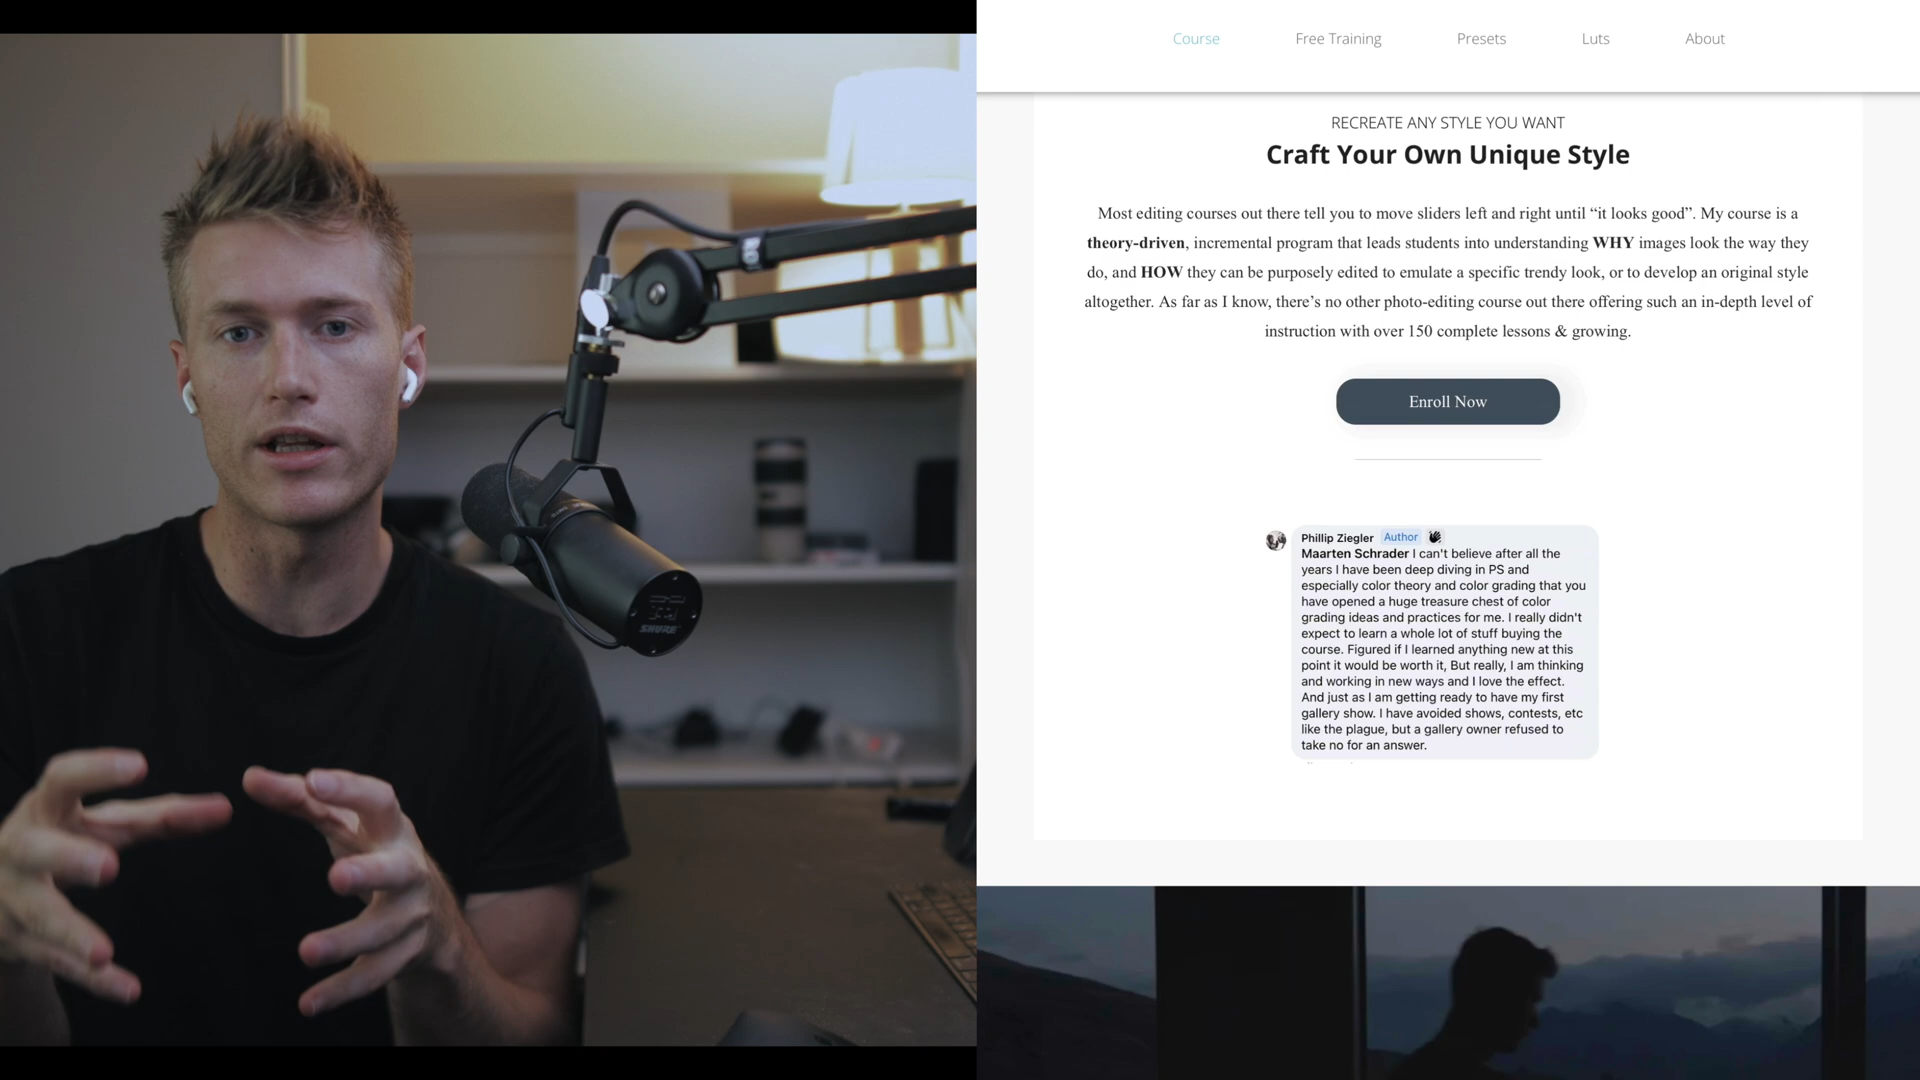 Course Free Training Presets Luts About
RECREATE ANY STYLE YOU WANT
Craft Your Own Unique Style
Most editing courses out there tell you to move sliders left and right until “it looks good”. My course is a
theory-driven, incremental program that leads students into understanding WHY images look the way they
do, and HOW they can be purposely edited to emulate a specific trendy look, or to develop an original style
altogether. As far as I know, there’s no other photo-editing course out there offering such an in-depth level of
instruction with over 150 complete lessons & growing.
Enroll Now
Phillip Ziegler Author
Maarten Schrader I can't believe after all the
years I have been deep diving in PS and
especially color theory and color grading that you
have opened a huge treasure chest of color
grading ideas and practices for me. I really didn't
expect to learn a whole lot of stuff buying the
course. Figured if I learned anything new at this
point it would be worth it, But really, I am thinking
and working in new ways and I love the effect.
And just as I am getting ready to have my first
gallery show. I have avoided shows, contests, etc
like the plague, but a gallery owner refused to
take no for an answer.
SHURE